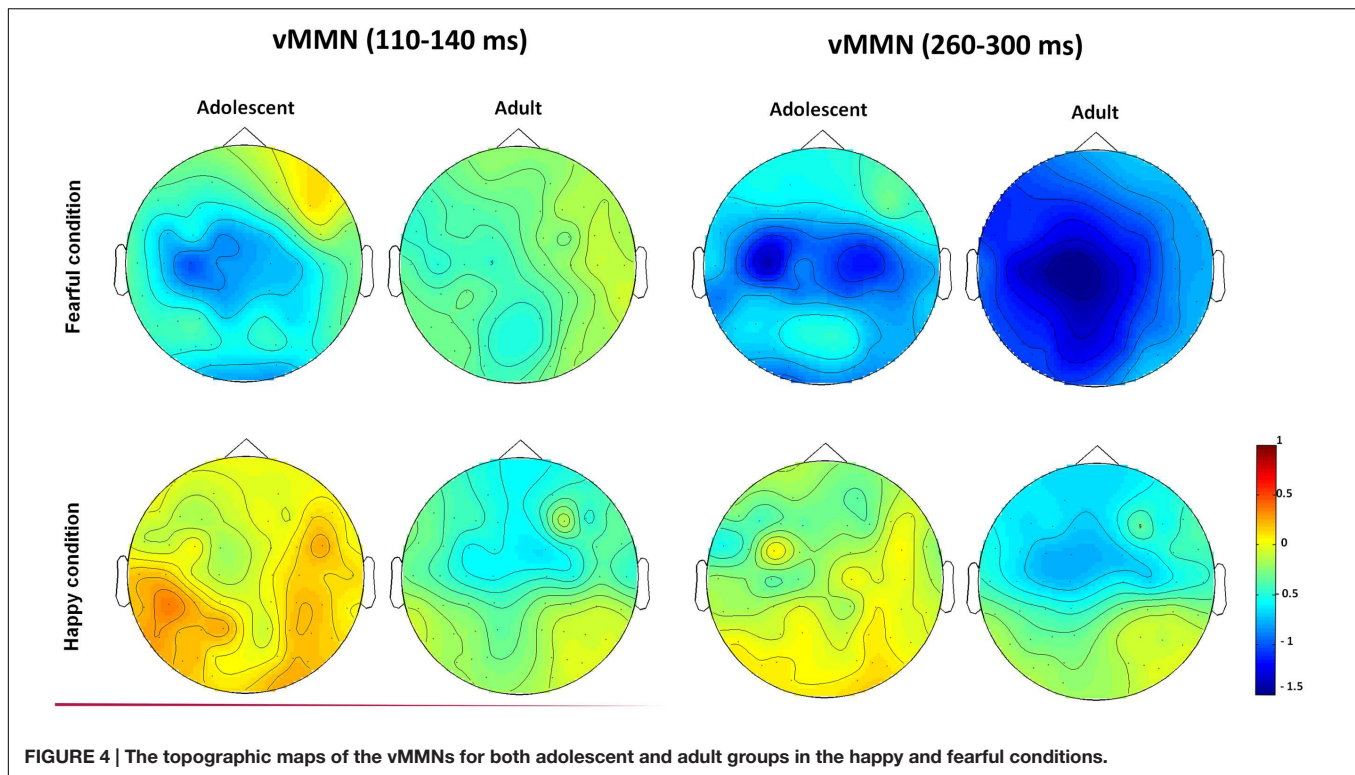 vMMN (110-140 ms)
vMMN (260-300 ms)
Adolescent
Adult
Adolescent
Adult
Fearful condition
Happy condition
1
0.5
0
0.5
- 1
- 1.5
FIGURE 4 | The topographic maps of the vMMNs for both adolescent and adult groups in the happy and fearful conditions.